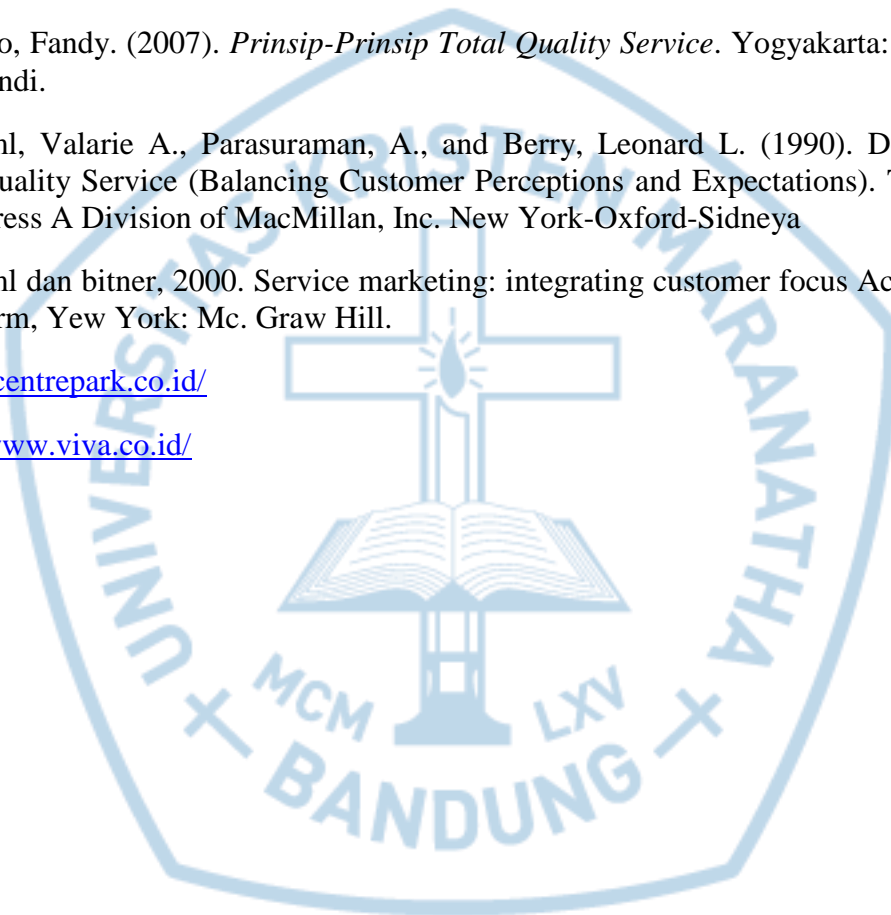 o, Fandy. (2007). Prinsip-Prinsip Total Quality Service. Yogyakarta:
ndi.
nl, Valarie A., Parasuraman, A., and Berry, Leonard L. (1990). D
uality Service (Balancing Customer Perceptions and Expectations). T
ress A Division of MacMillan, Inc. New York-Oxford-Sidneya
nl dan bitner, 2000. Service marketing: integrating customer focus Ac
rm, Yew York: Mc. Graw Hill.
centrepark.co.id/
www.viva.co.id/
UNIVERSITAS KRISTEN MARANATHA
MCM LXV
BANDUNG